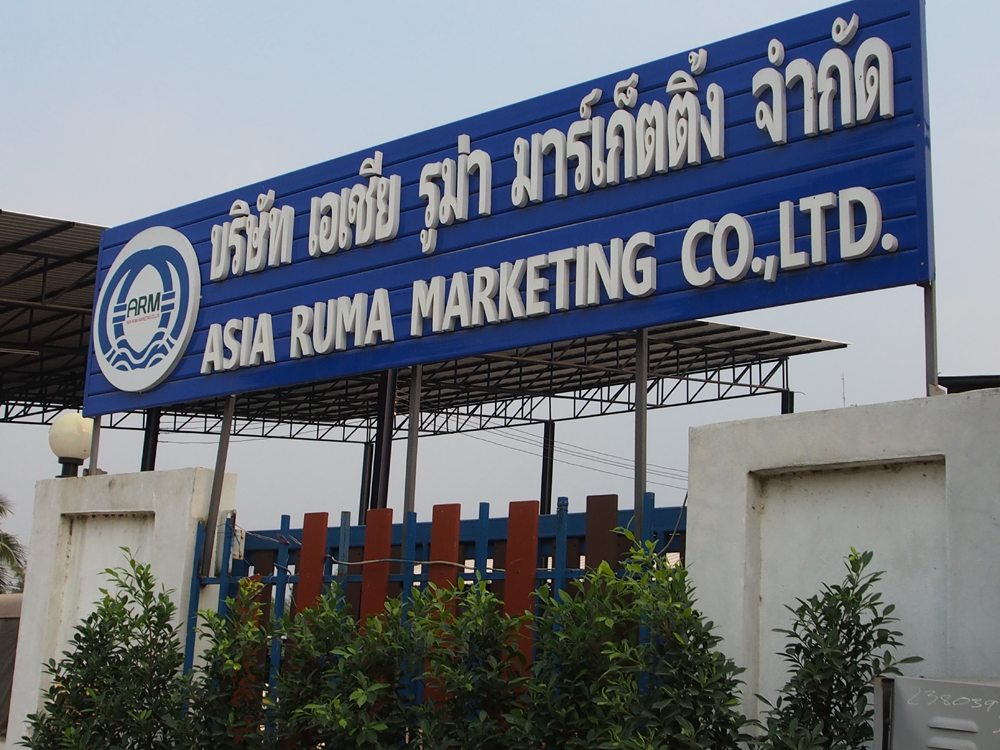 บริษัท เอเชีย รูม่า มาร์เก็ตติ้ง จำกัด
ARM
ASIA RUMA MARKETING CO.,LTD.
238039